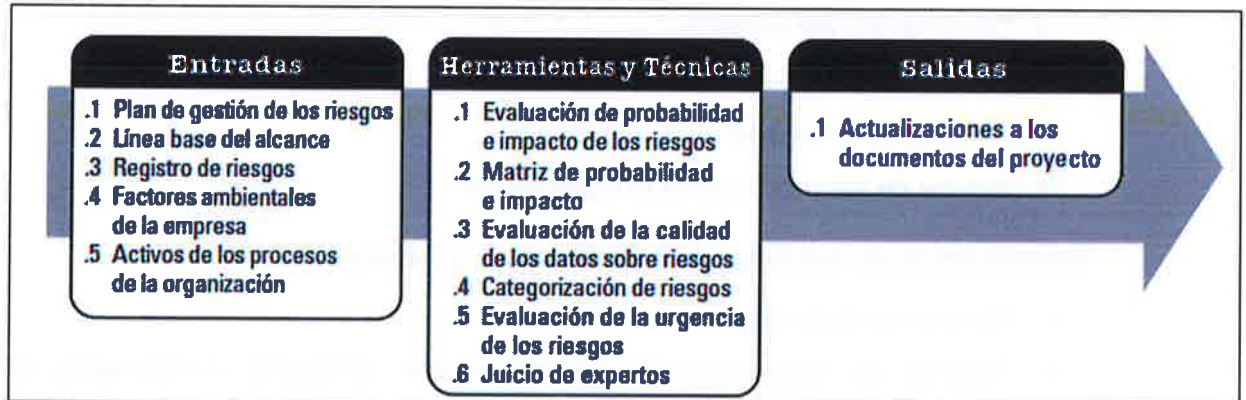 Entradas
.1 Plan de gestión de los riesgos
.2 Línea base del alcance
.3 Registro de riesgos
.4 Factores ambientales
de la empresa
.5 Activos de los procesos
de la organización
Herramientas y Técnicas
.1 Evaluación de probabilidad
e impacto de los riesgos
.2 Matriz de probabilidad
e impacto
.3 Evaluación de la calidad
de los datos sobre riesgos
.4 Categorización de riesgos
.5 Evaluación de la urgencia
de los riesgos
.6 Juicio de expertos
Salidas
.1 Actualizaciones a los
documentos del proyecto